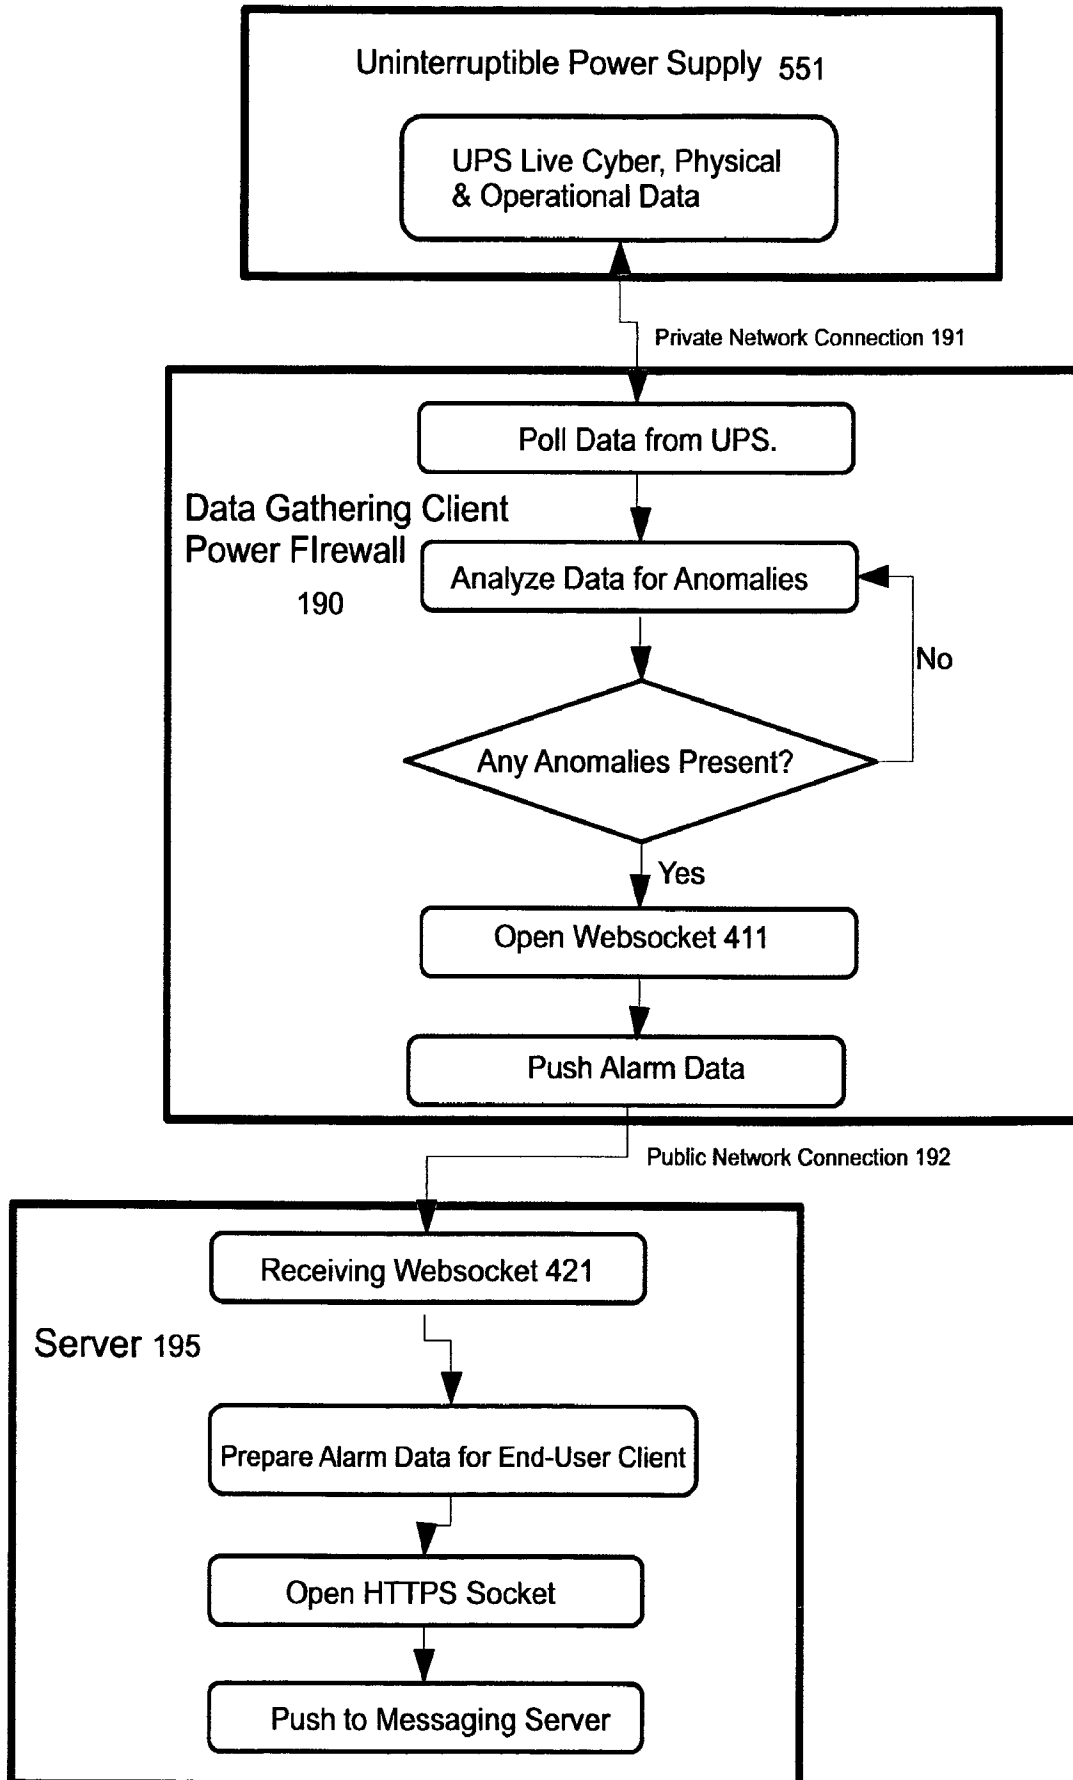 Uninterruptible Power Supply 551
UPS Live Cyber, Physical
& Operational Data
Private Network Connection 191
Poll Data from UPS.
Data Gathering Client
Power FIrewall
190
Analyze Data for Anomalies
No
Any Anomalies Present?
Yes
Open Websocket 411
Push Alarm Data
Public Network Connection 192
Receiving Websocket 421
Server 195
Prepare Alarm Data for End-User Client
Open HTTPS Socket
Push to Messaging Server